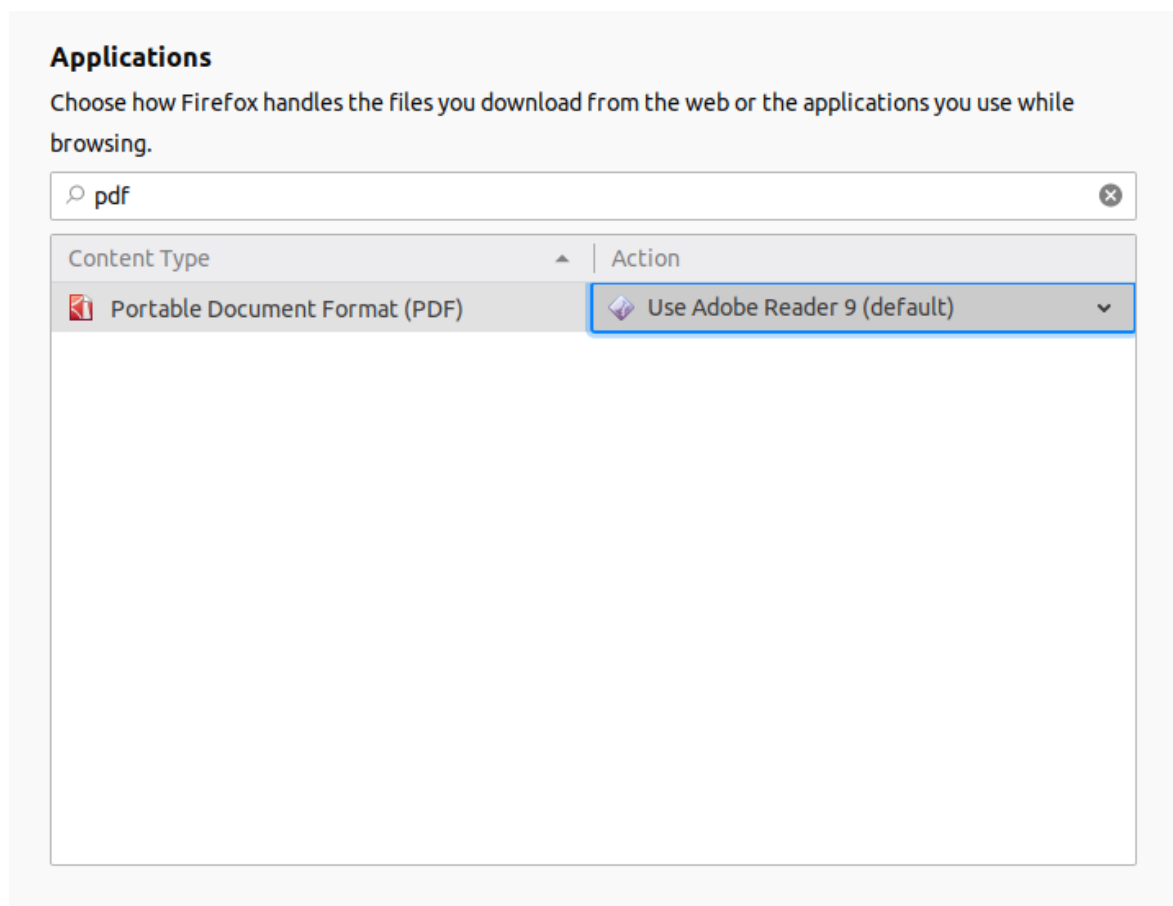 Applications
Choose how Firefox handles the files you download from the web or the applications you use while
browsing.
pdf
Content Type Action
Portable Document Format (PDF) Use Adobe Reader 9 (default)